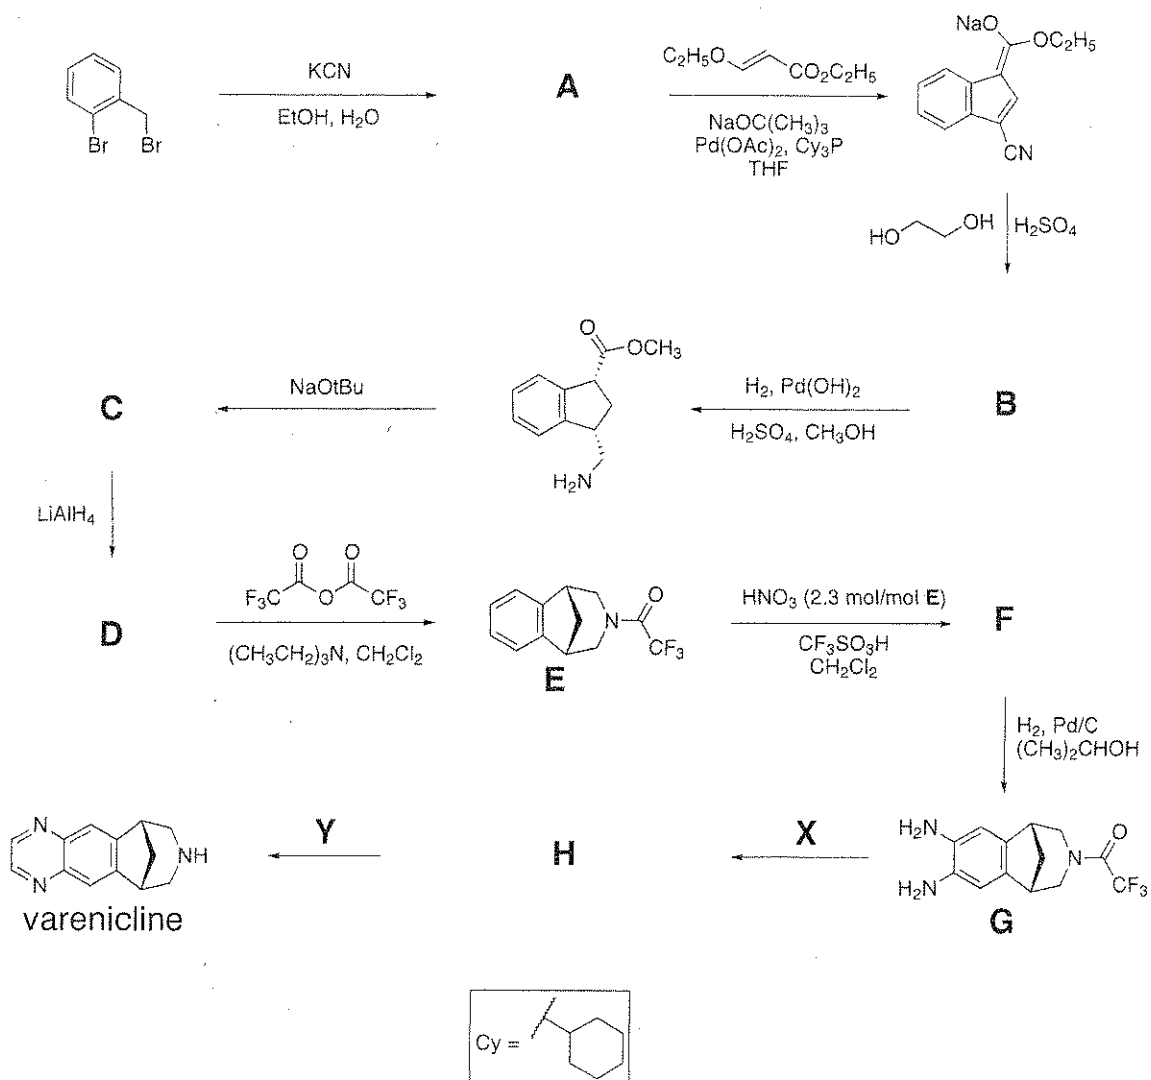 Br
Br
KCN
EtOH, H₂O
A
C₂H₅O
CO₂C₂H₅
NaOC(CH₃)₃
Pd(OAc)₂, Cy₃P
THF
NaO
OC₂H₅
CN
HO
OH
H₂SO₄
B
H₂, Pd(OH)₂
H₂SO₄, CH₃OH
O
OCH₃
H₂N
NaOtBu
C
LiAlH₄
D
O
O
F₃C
O
CF₃
(CH₃CH₂)₃N, CH₂Cl₂
O
N
CF₃
E
HNO₃ (2.3 mol/mol E)
CF₃SO₃H
CH₂Cl₂
F
H₂, Pd/C
(CH₃)₂CHOH
H₂N
H₂N
N
O
CF₃
G
X
H
Y
N
N
NH
varenicline
Cy =